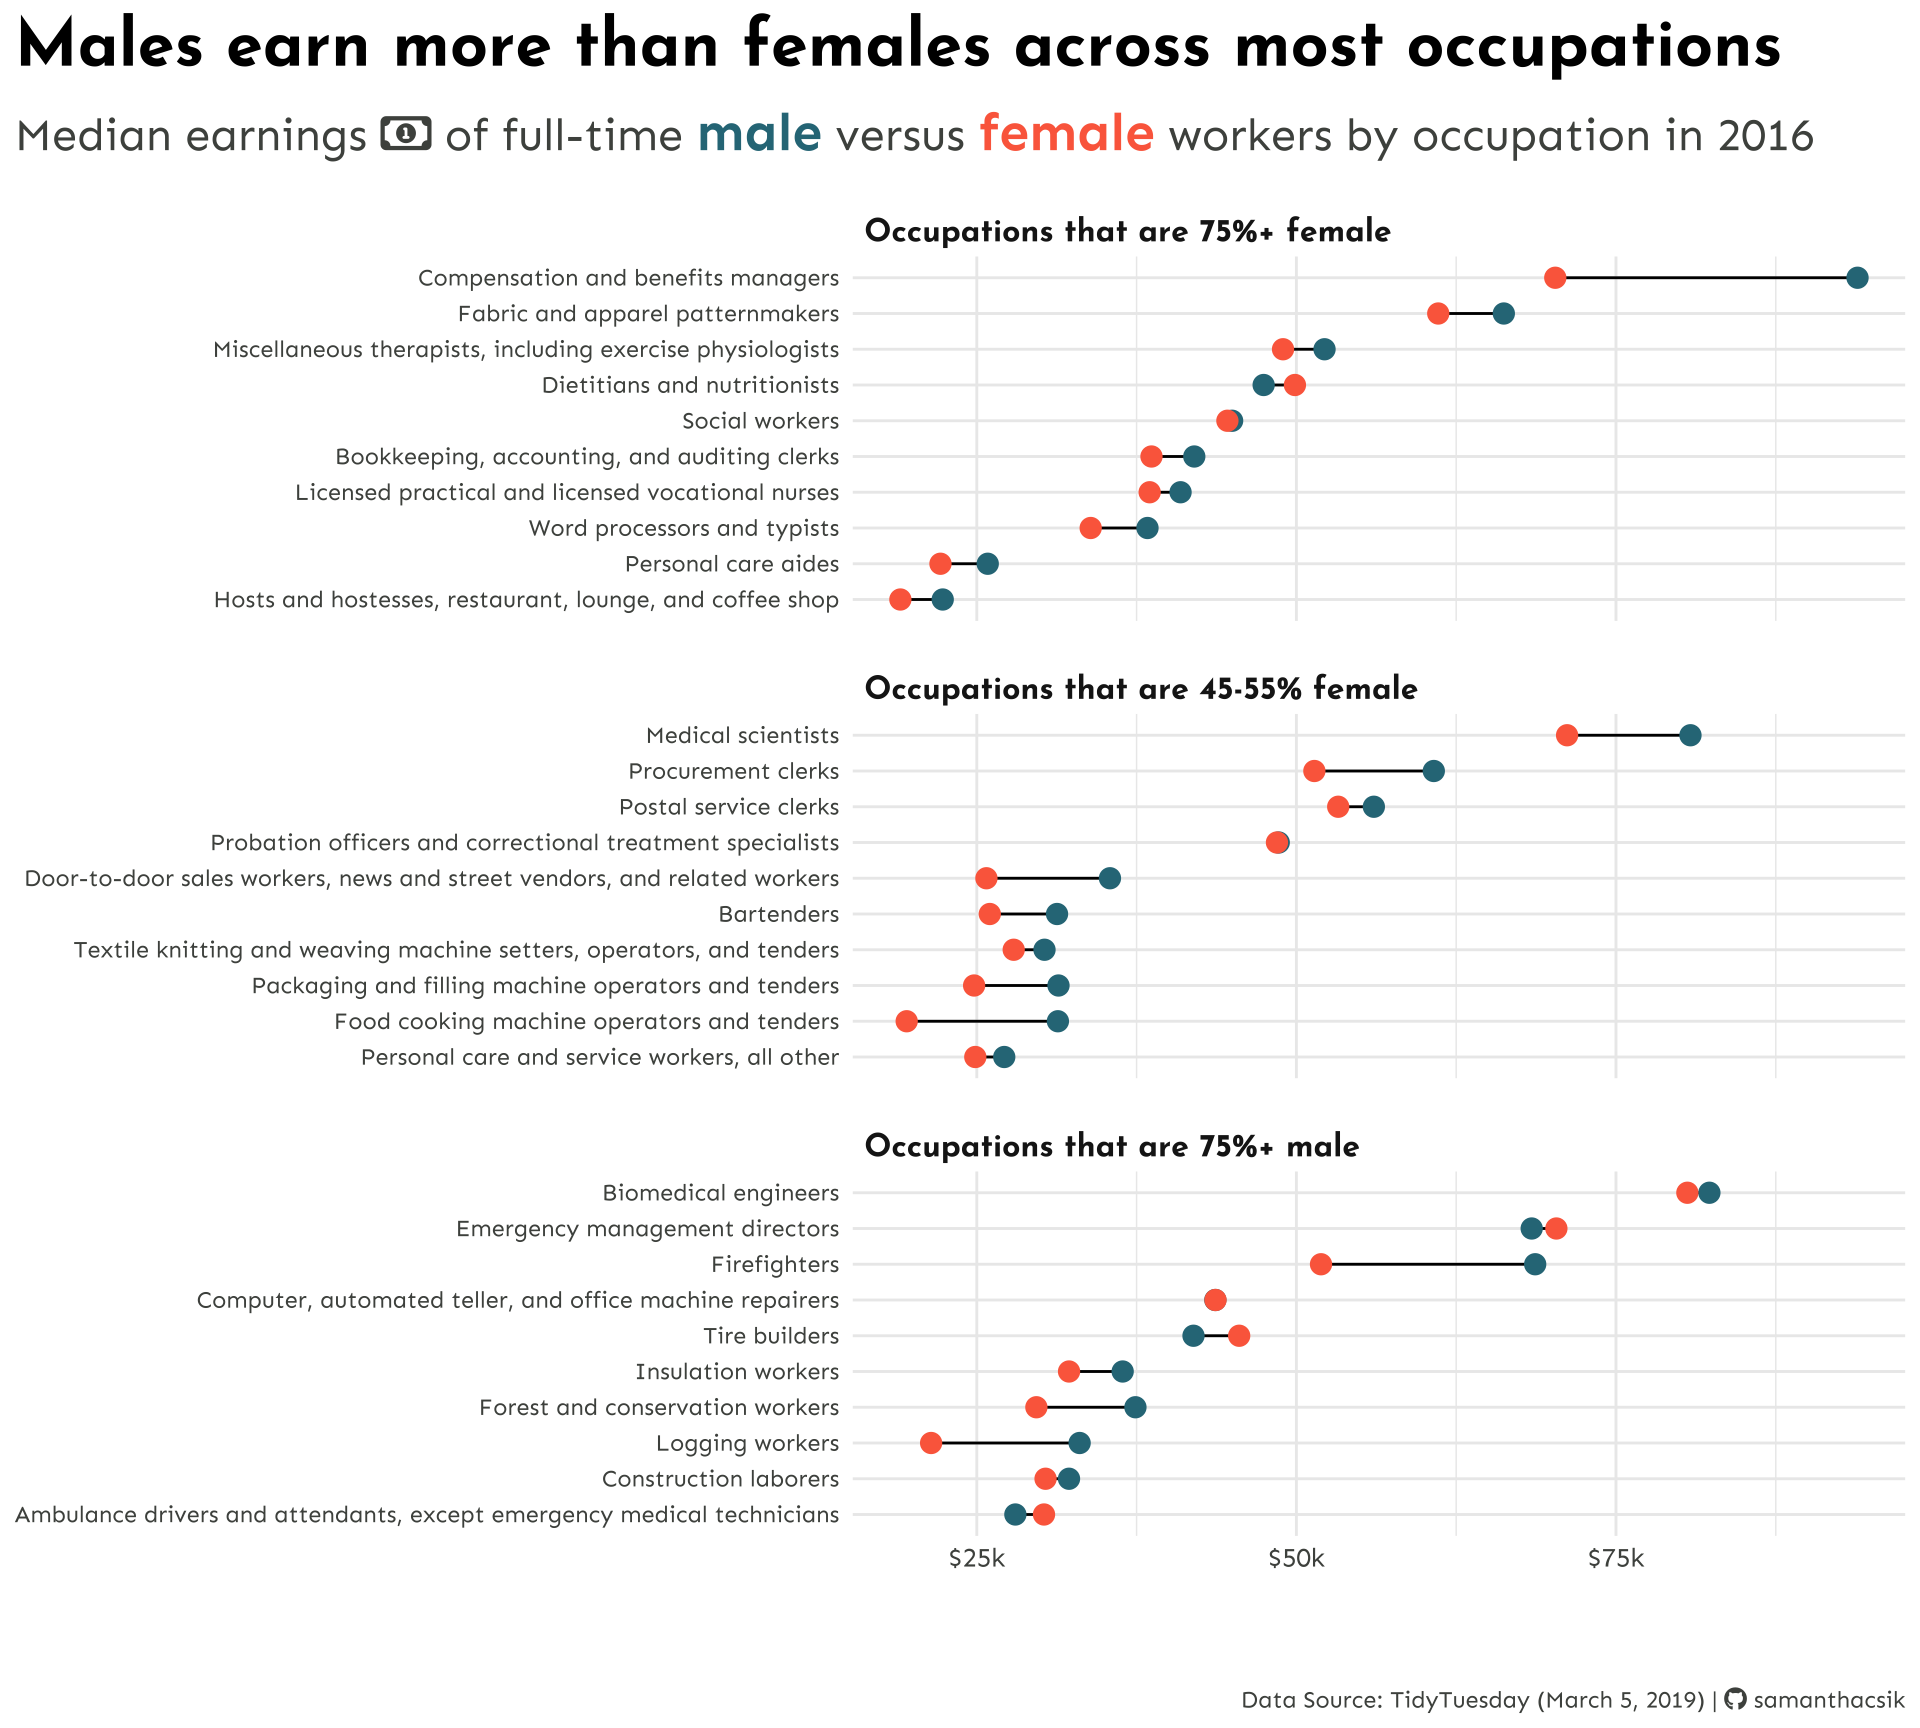 Males earn more than females across most occupations
Median earnings 1 of full-time male versus female workers by occupation in 2016
Occupations that are 75%+ female
Compensation and benefits managers
Fabric and apparel patternmakers
Miscellaneous therapists, including exercise physiologists
Dietitians and nutritionists
Social workers
Bookkeeping, accounting, and auditing clerks
Licensed practical and licensed vocational nurses
Word processors and typists
Personal care aides
Hosts and hostesses, restaurant, lounge, and coffee shop
Occupations that are 45-55% female
Medical scientists
Procurement clerks
Postal service clerks
Probation officers and correctional treatment specialists
Door-to-door sales workers, news and street vendors, and related workers
Bartenders
Textile knitting and weaving machine setters, operators, and tenders
Packaging and filling machine operators and tenders
Food cooking machine operators and tenders
Personal care and service workers, all other
Occupations that are 75%+ male
Biomedical engineers
Emergency management directors
Firefighters
Computer, automated teller, and office machine repairers
Tire builders
Insulation workers
Forest and conservation workers
Logging workers
Construction laborers
Ambulance drivers and attendants, except emergency medical technicians
$25k $50k $75k
Data Source: TidyTuesday (March 5, 2019) | samanthacsik